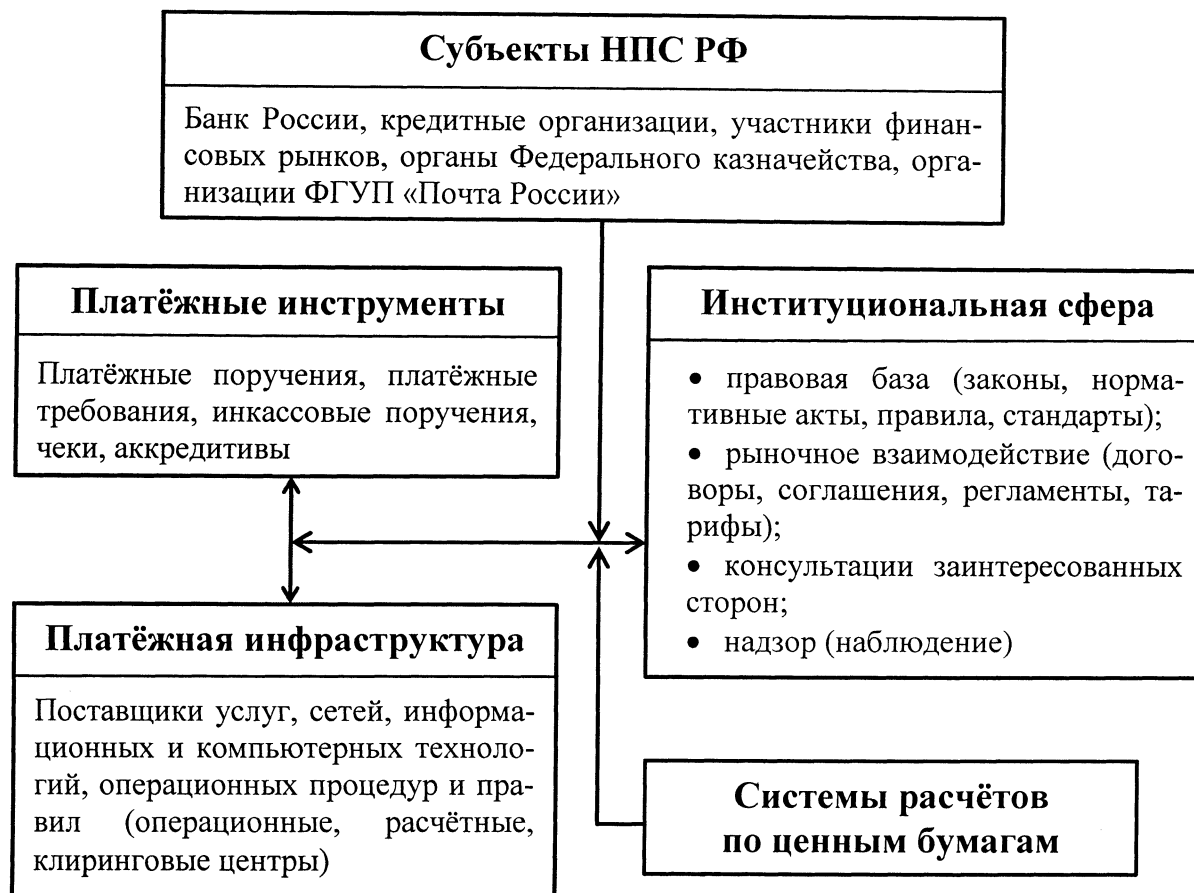 Субъекты НПС РФ
Банк России, кредитные организации, участники финан-
совых рынков, органы Федерального казначейства, орга-
низации ФГУП «Почта России»
Платёжные инструменты
Платёжные поручения, платёжные
требования, инкассовые поручения,
чеки, аккредитивы
Институциональная сфера
• правовая база (законы, норма-
тивные акты, правила, стандарты);
• рыночное взаимодействие (дого-
воры, соглашения, регламенты, та-
рифы);
• консультации заинтересованных
сторон;
• надзор (наблюдение)
Платёжная инфраструктура
Поставщики услуг, сетей, информа-
ционных и компьютерных техноло-
гий, операционных процедур и пра-
вил (операционные, расчётные,
клиринговые центры)
Системы расчётов
по ценным бумагам